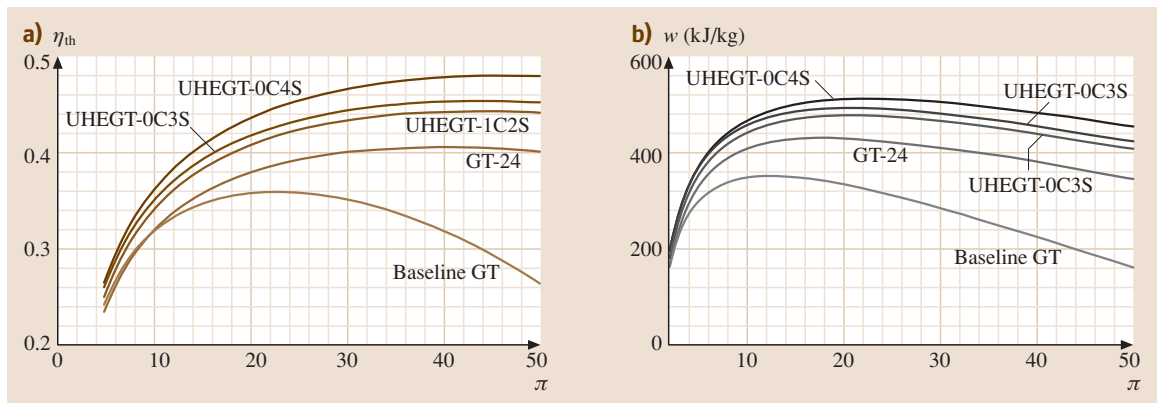 a) ηth
0.5
0.4
0.3
0.2
0
10
20
30
40
50
π
UHEGT-0C4S
UHEGT-0C3S
UHEGT-1C2S
GT-24
Baseline GT
b) w (kJ/kg)
600
400
200
0
10
20
30
40
50
π
UHEGT-0C4S
UHEGT-0C3S
GT-24
UHEGT-0C3S
Baseline GT